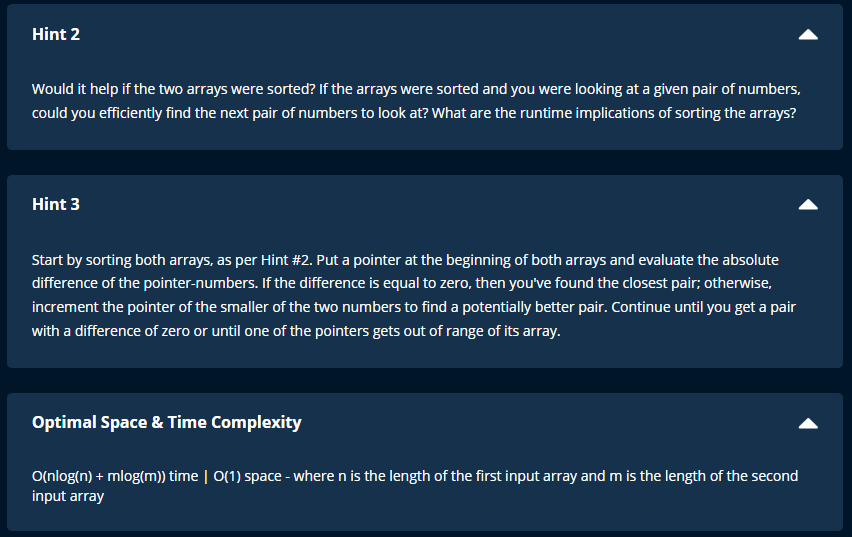 Hint 2
Would it help if the two arrays were sorted? If the arrays were sorted and you were looking at a given pair of numbers,
could you efficiently find the next pair of numbers to look at? What are the runtime implications of sorting the arrays?
Hint 3
Start by sorting both arrays, as per Hint #2. Put a pointer at the beginning of both arrays and evaluate the absolute
difference of the pointer-numbers. If the difference is equal to zero, then you've found the closest pair; otherwise,
increment the pointer of the smaller of the two numbers to find a potentially better pair. Continue until you get a pair
with a difference of zero or until one of the pointers gets out of range of its array.
Optimal Space & Time Complexity
O(nlog(n) + mlog(m)) time | O(1) space - where n is the length of the first input array and m is the length of the second
input array